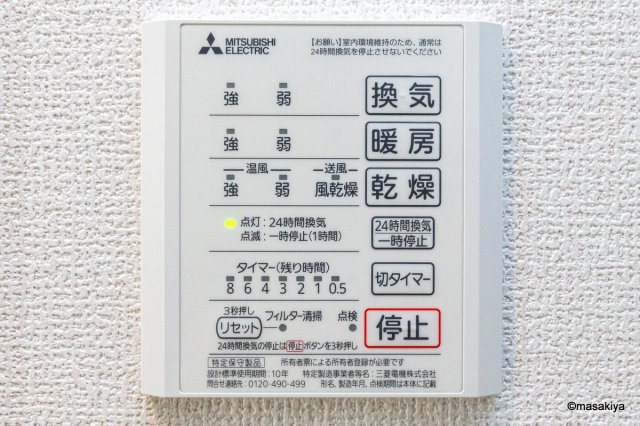 MITSUBISHI
ELECTRIC
【お願い】室内環境維持のため、通常は
24時間換気を停止させないでください
強 弱 換気
強 弱 暖房
温風 送風
強 弱 風乾燥 乾燥
点灯：24時間換気
点滅：一時停止(1時間)
24時間換気
一時停止
タイマー(残り時間)
8 6 4 3 2 1 0.5
切タイマー
3秒押し
リセット フィルター清掃 点検
停止
24時間換気の停止は停止ボタンを3秒押し
特定保守製品 所有者票による所有者登録が必要です
設計標準使用期間：10年 特定製造事業者等名：三菱電機株式会社
問合せ連絡先：0120-490-499 形名、製造年月、点検期間は本体に記載
©masakiya